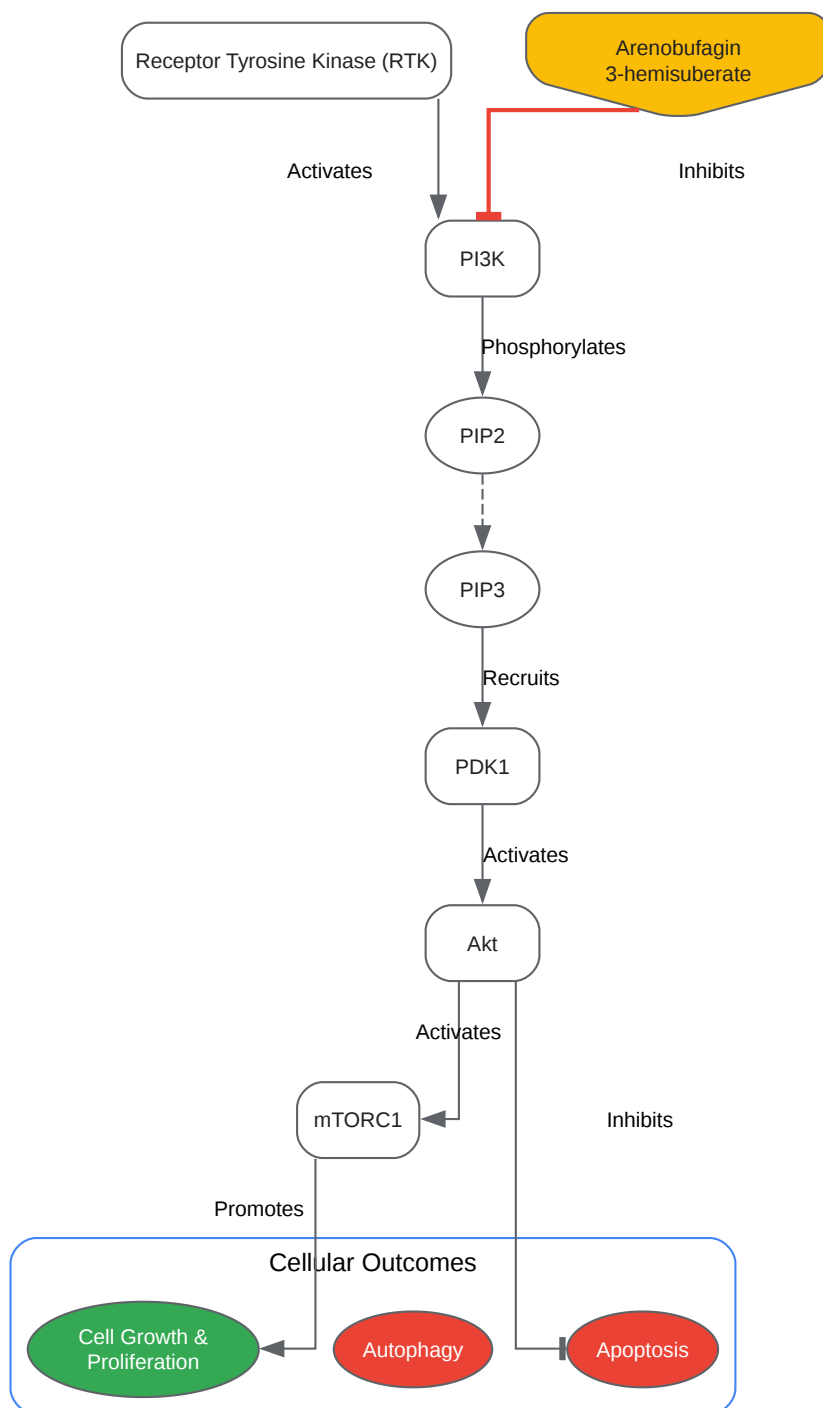 Receptor Tyrosine Kinase (RTK)
Arenobufagin
3-hemisuberate
Activates
Inhibits
PI3K
Phosphorylates
PIP2
PIP3
Recruits
PDK1
Activates
Akt
Activates
mTORC1
Inhibits
Promotes
Cellular Outcomes
Cell Growth &
Proliferation
Autophagy
Apoptosis